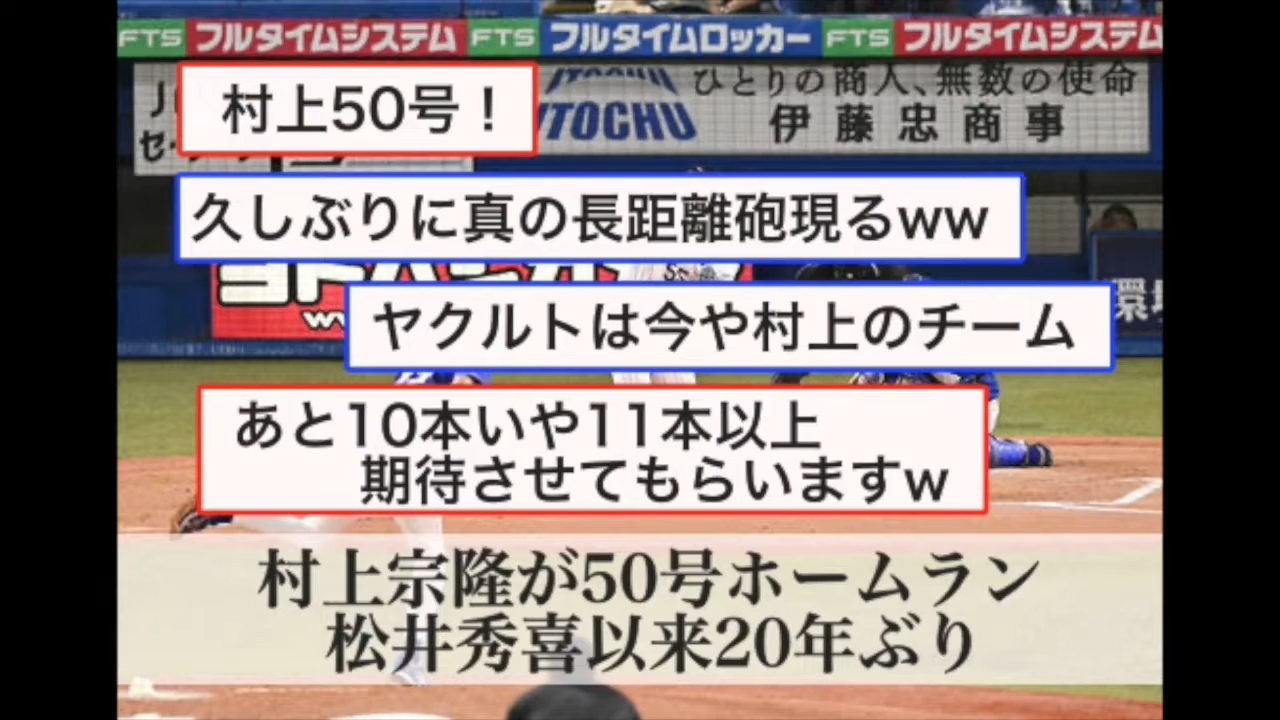 FTS フルタイムシステム FTS フルタイムロッカー FTS フルタイムシステム
ひとりの商人、無数の使命
ITOCHU 伊藤忠商事
村上50号！
久しぶりに真の長距離砲現るww
ヤクルトは今や村上のチーム
あと10本いや11本以上
期待させてもらいますw
村上宗隆が50号ホームラン
松井秀喜以来20年ぶり